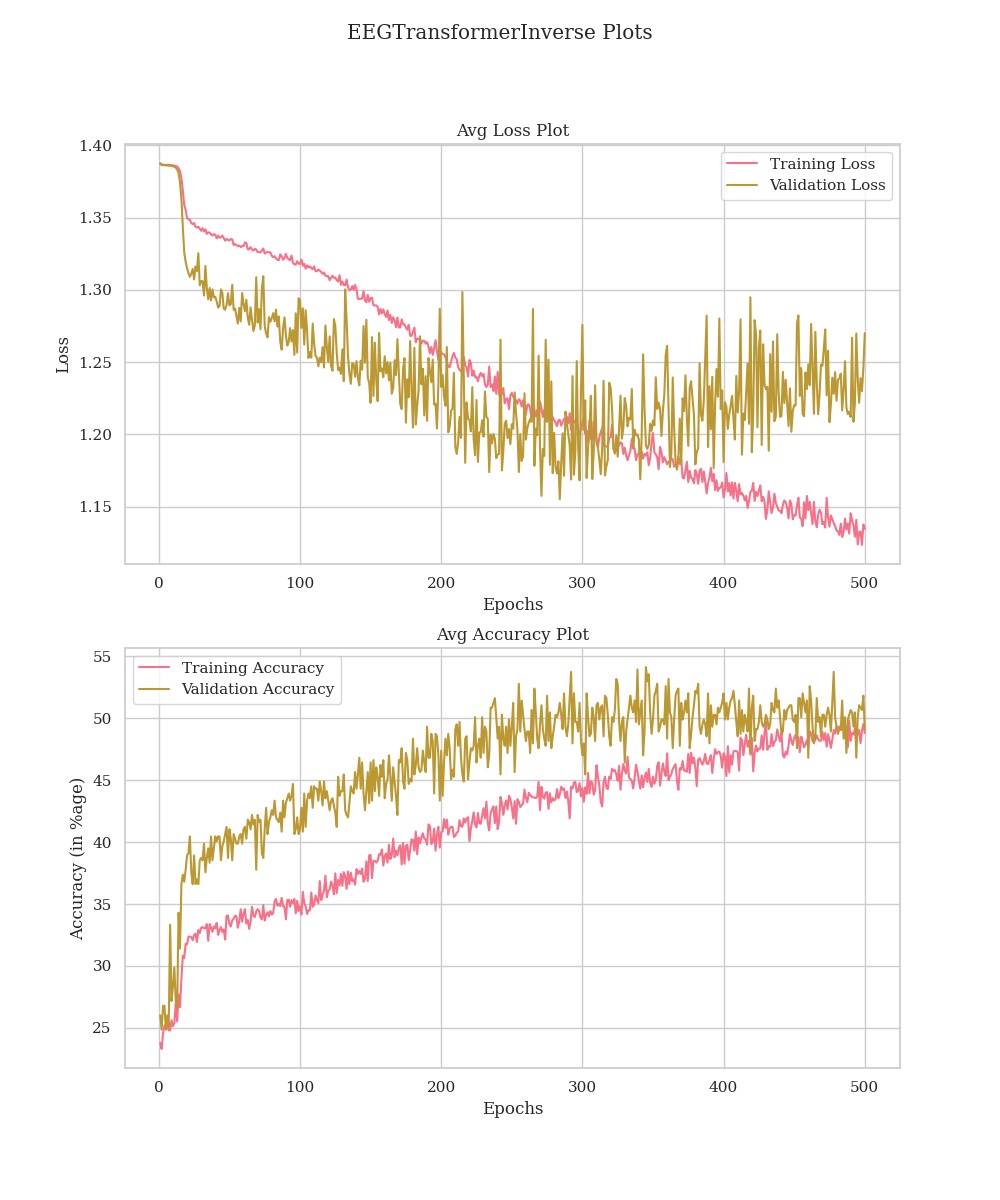 EEGTransformerInverse Plots
Avg Loss Plot
1.40
1.35
1.30
1.25
1.20
1.15
Loss
Training Loss
Validation Loss
0 100 200 300 400 500
Epochs
Avg Accuracy Plot
55
50
45
40
35
30
25
Accuracy (in %age)
Training Accuracy
Validation Accuracy
0 100 200 300 400 500
Epochs